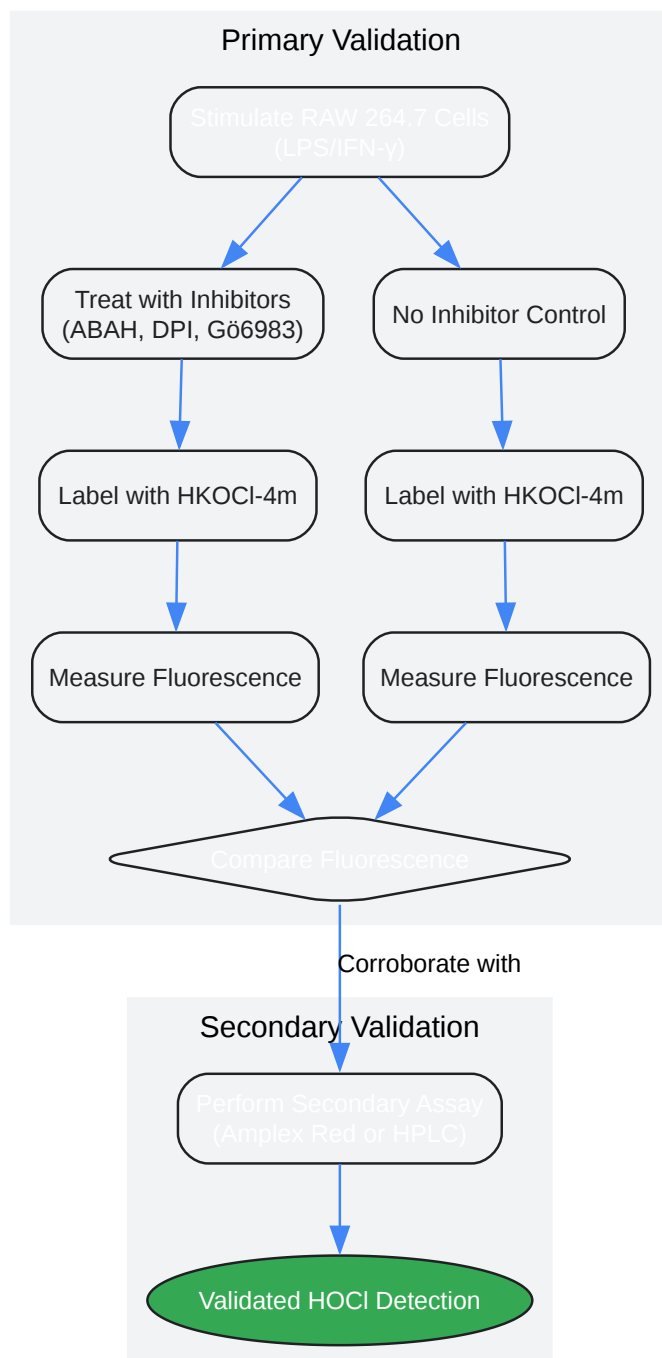 Primary Validation
Stimulate RAW 264.7 Cells
(LPS/IFN-γ)
Treat with Inhibitors
(ABAH, DPI, Gö6983)
No Inhibitor Control
Label with HKOCl-4m
Label with HKOCl-4m
Measure Fluorescence
Measure Fluorescence
Compare Fluorescence
Corroborate with
Secondary Validation
Perform Secondary Assay
(Amplex Red or HPLC)
Validated HOCl Detection